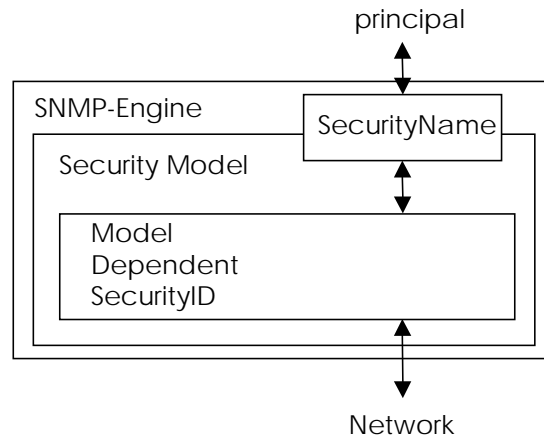 principal
SNMP-Engine
SecurityName
Security Model
Model
Dependent
SecurityID
Network